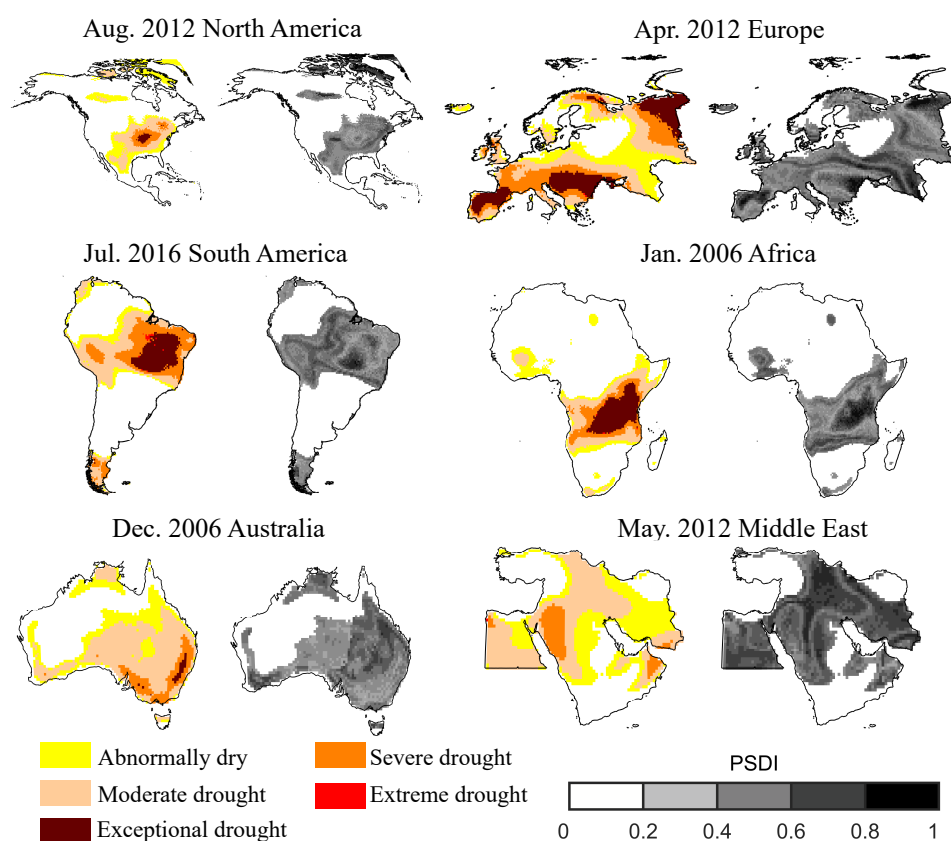 Aug. 2012 North America
Apr. 2012 Europe
Jul. 2016 South America
Jan. 2006 Africa
Dec. 2006 Australia
May. 2012 Middle East
Abnormally dry
Severe drought
Moderate drought
Extreme drought
Exceptional drought
PSDI
0 0.2 0.4 0.6 0.8 1